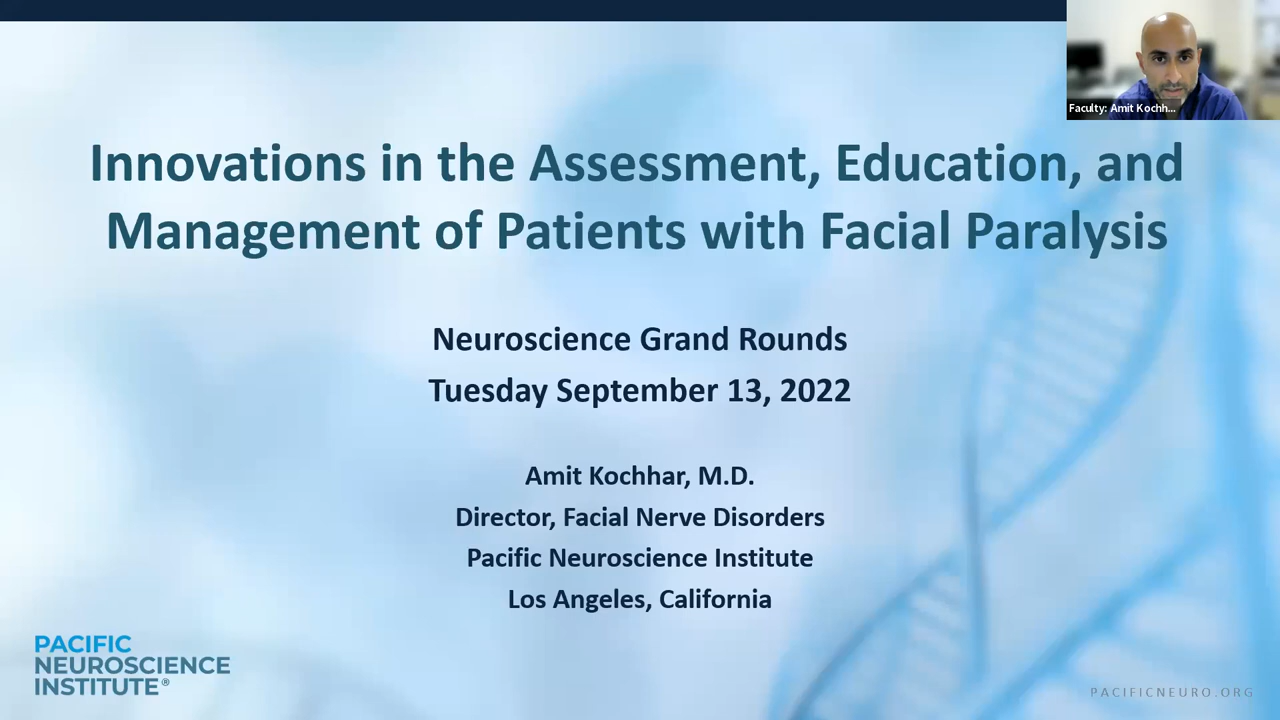 Faculty: Amit Kochh...
Innovations in the Assessment, Education, and
Management of Patients with Facial Paralysis
Neuroscience Grand Rounds
Tuesday September 13, 2022
Amit Kochhar, M.D.
Director, Facial Nerve Disorders
Pacific Neuroscience Institute
Los Angeles, California
PACIFIC
NEUROSCIENCE
INSTITUTE®
PACIFICNEURO.ORG